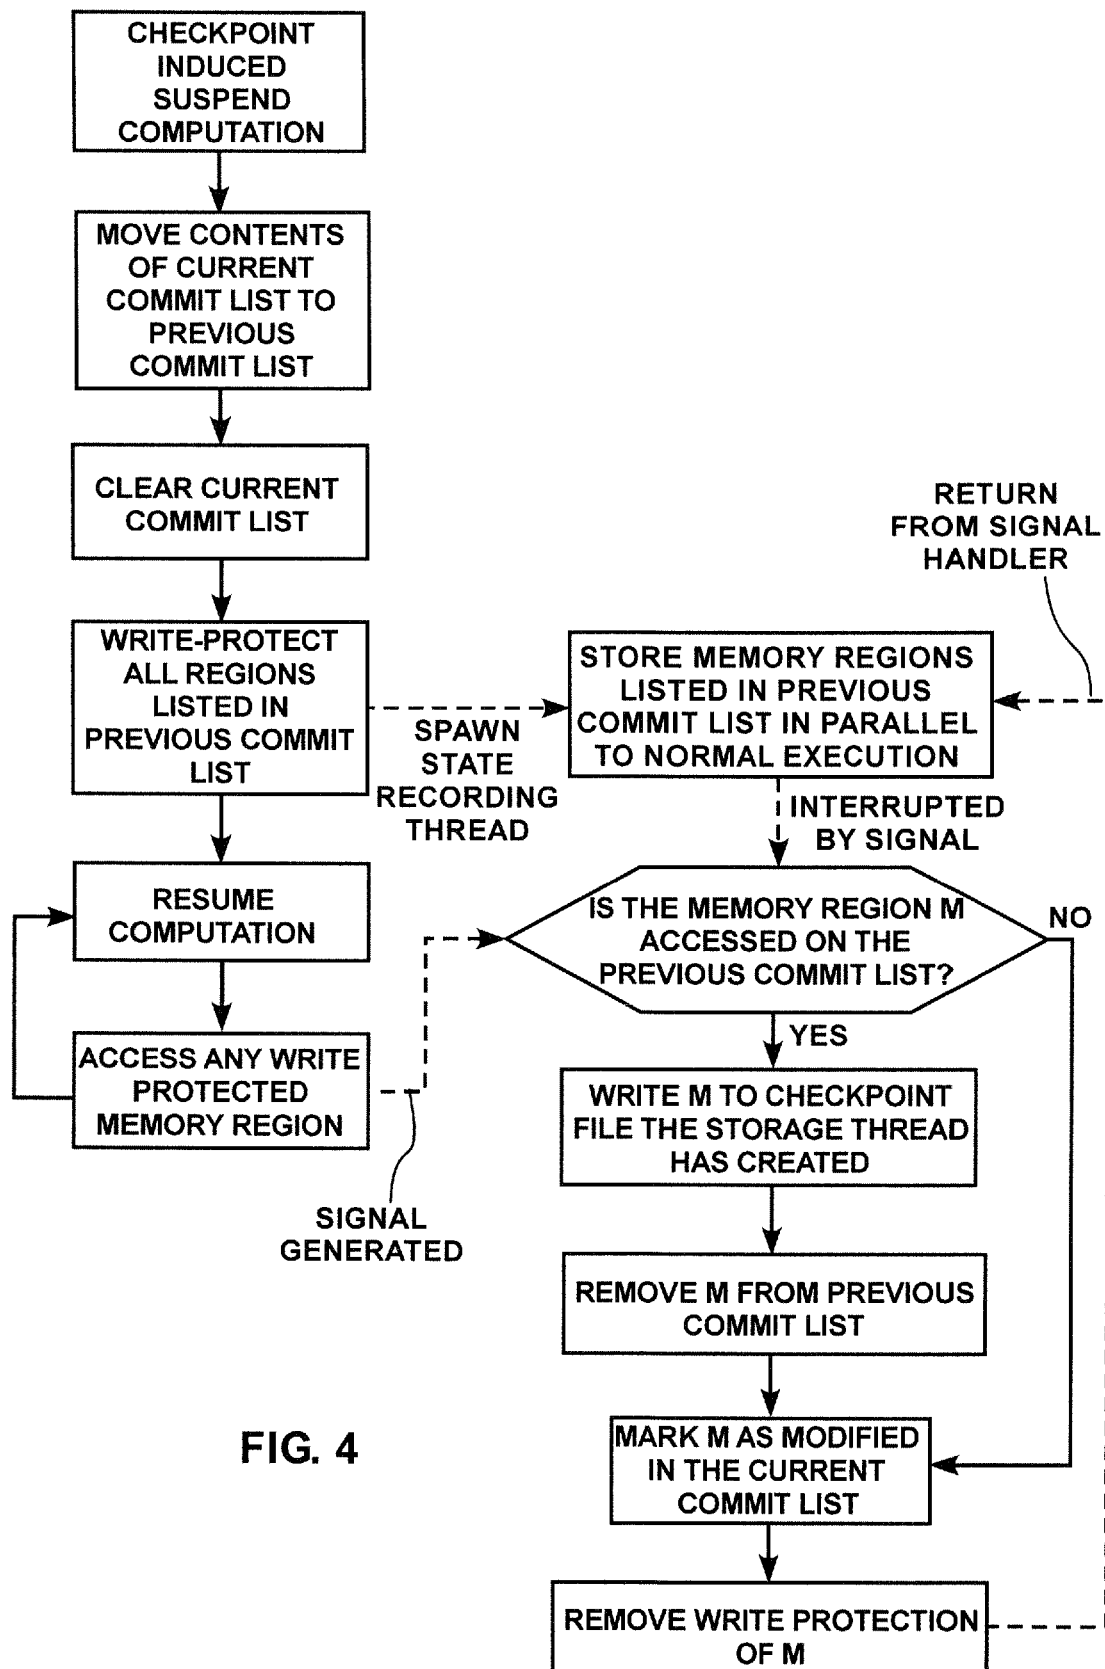 CHECKPOINT
INDUCED
SUSPEND
COMPUTATION
MOVE CONTENTS
OF CURRENT
COMMIT LIST TO
PREVIOUS
COMMIT LIST
CLEAR CURRENT
COMMIT LIST
WRITE-PROTECT
ALL REGIONS
LISTED IN
PREVIOUS COMMIT
LIST
SPAWN
STATE
RECORDING
THREAD
RESUME
COMPUTATION
ACCESS ANY WRITE
PROTECTED
MEMORY REGION
SIGNAL
GENERATED
RETURN
FROM SIGNAL
HANDLER
STORE MEMORY REGIONS
LISTED IN PREVIOUS
COMMIT LIST IN PARALLEL
TO NORMAL EXECUTION
INTERRUPTED
BY SIGNAL
IS THE MEMORY REGION M
ACCESSED ON THE
PREVIOUS COMMIT LIST?
NO
YES
WRITE M TO CHECKPOINT
FILE THE STORAGE THREAD
HAS CREATED
REMOVE M FROM PREVIOUS
COMMIT LIST
MARK M AS MODIFIED
IN THE CURRENT
COMMIT LIST
REMOVE WRITE PROTECTION
OF M
FIG. 4